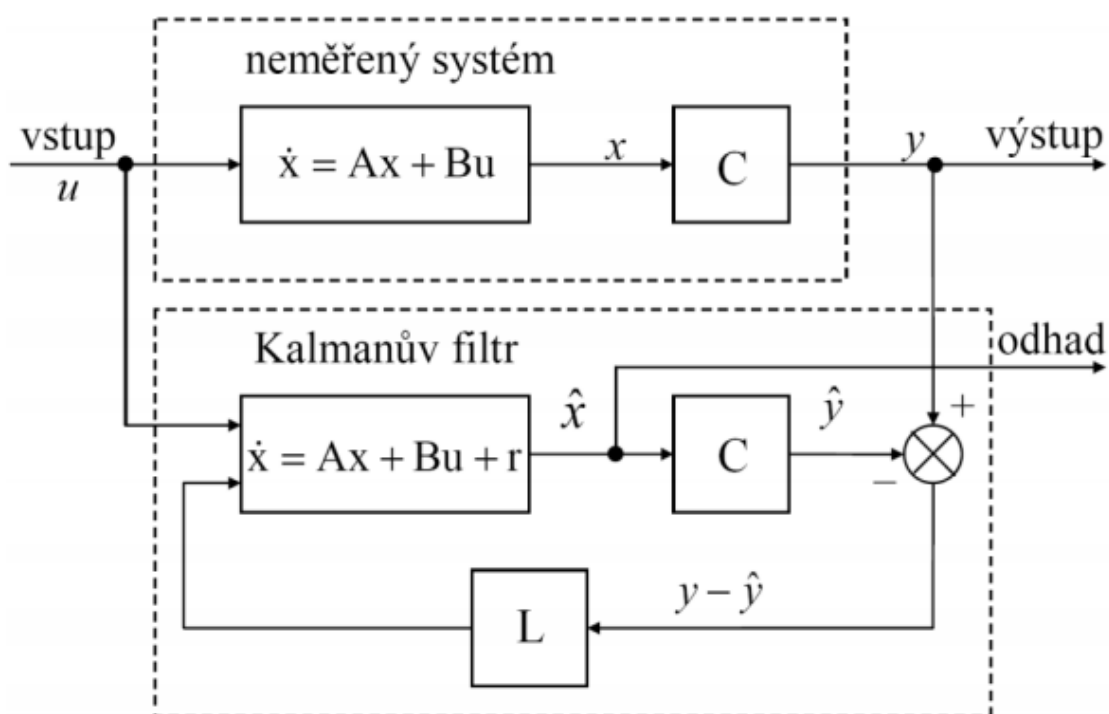 neměřený systém
vstup
u
ẋ = Ax + Bu
x
C
y
výstup
Kalmanův filtr
odhad
ẋ = Ax + Bu + r
x̂
C
ŷ
+
−
L
y − ŷ